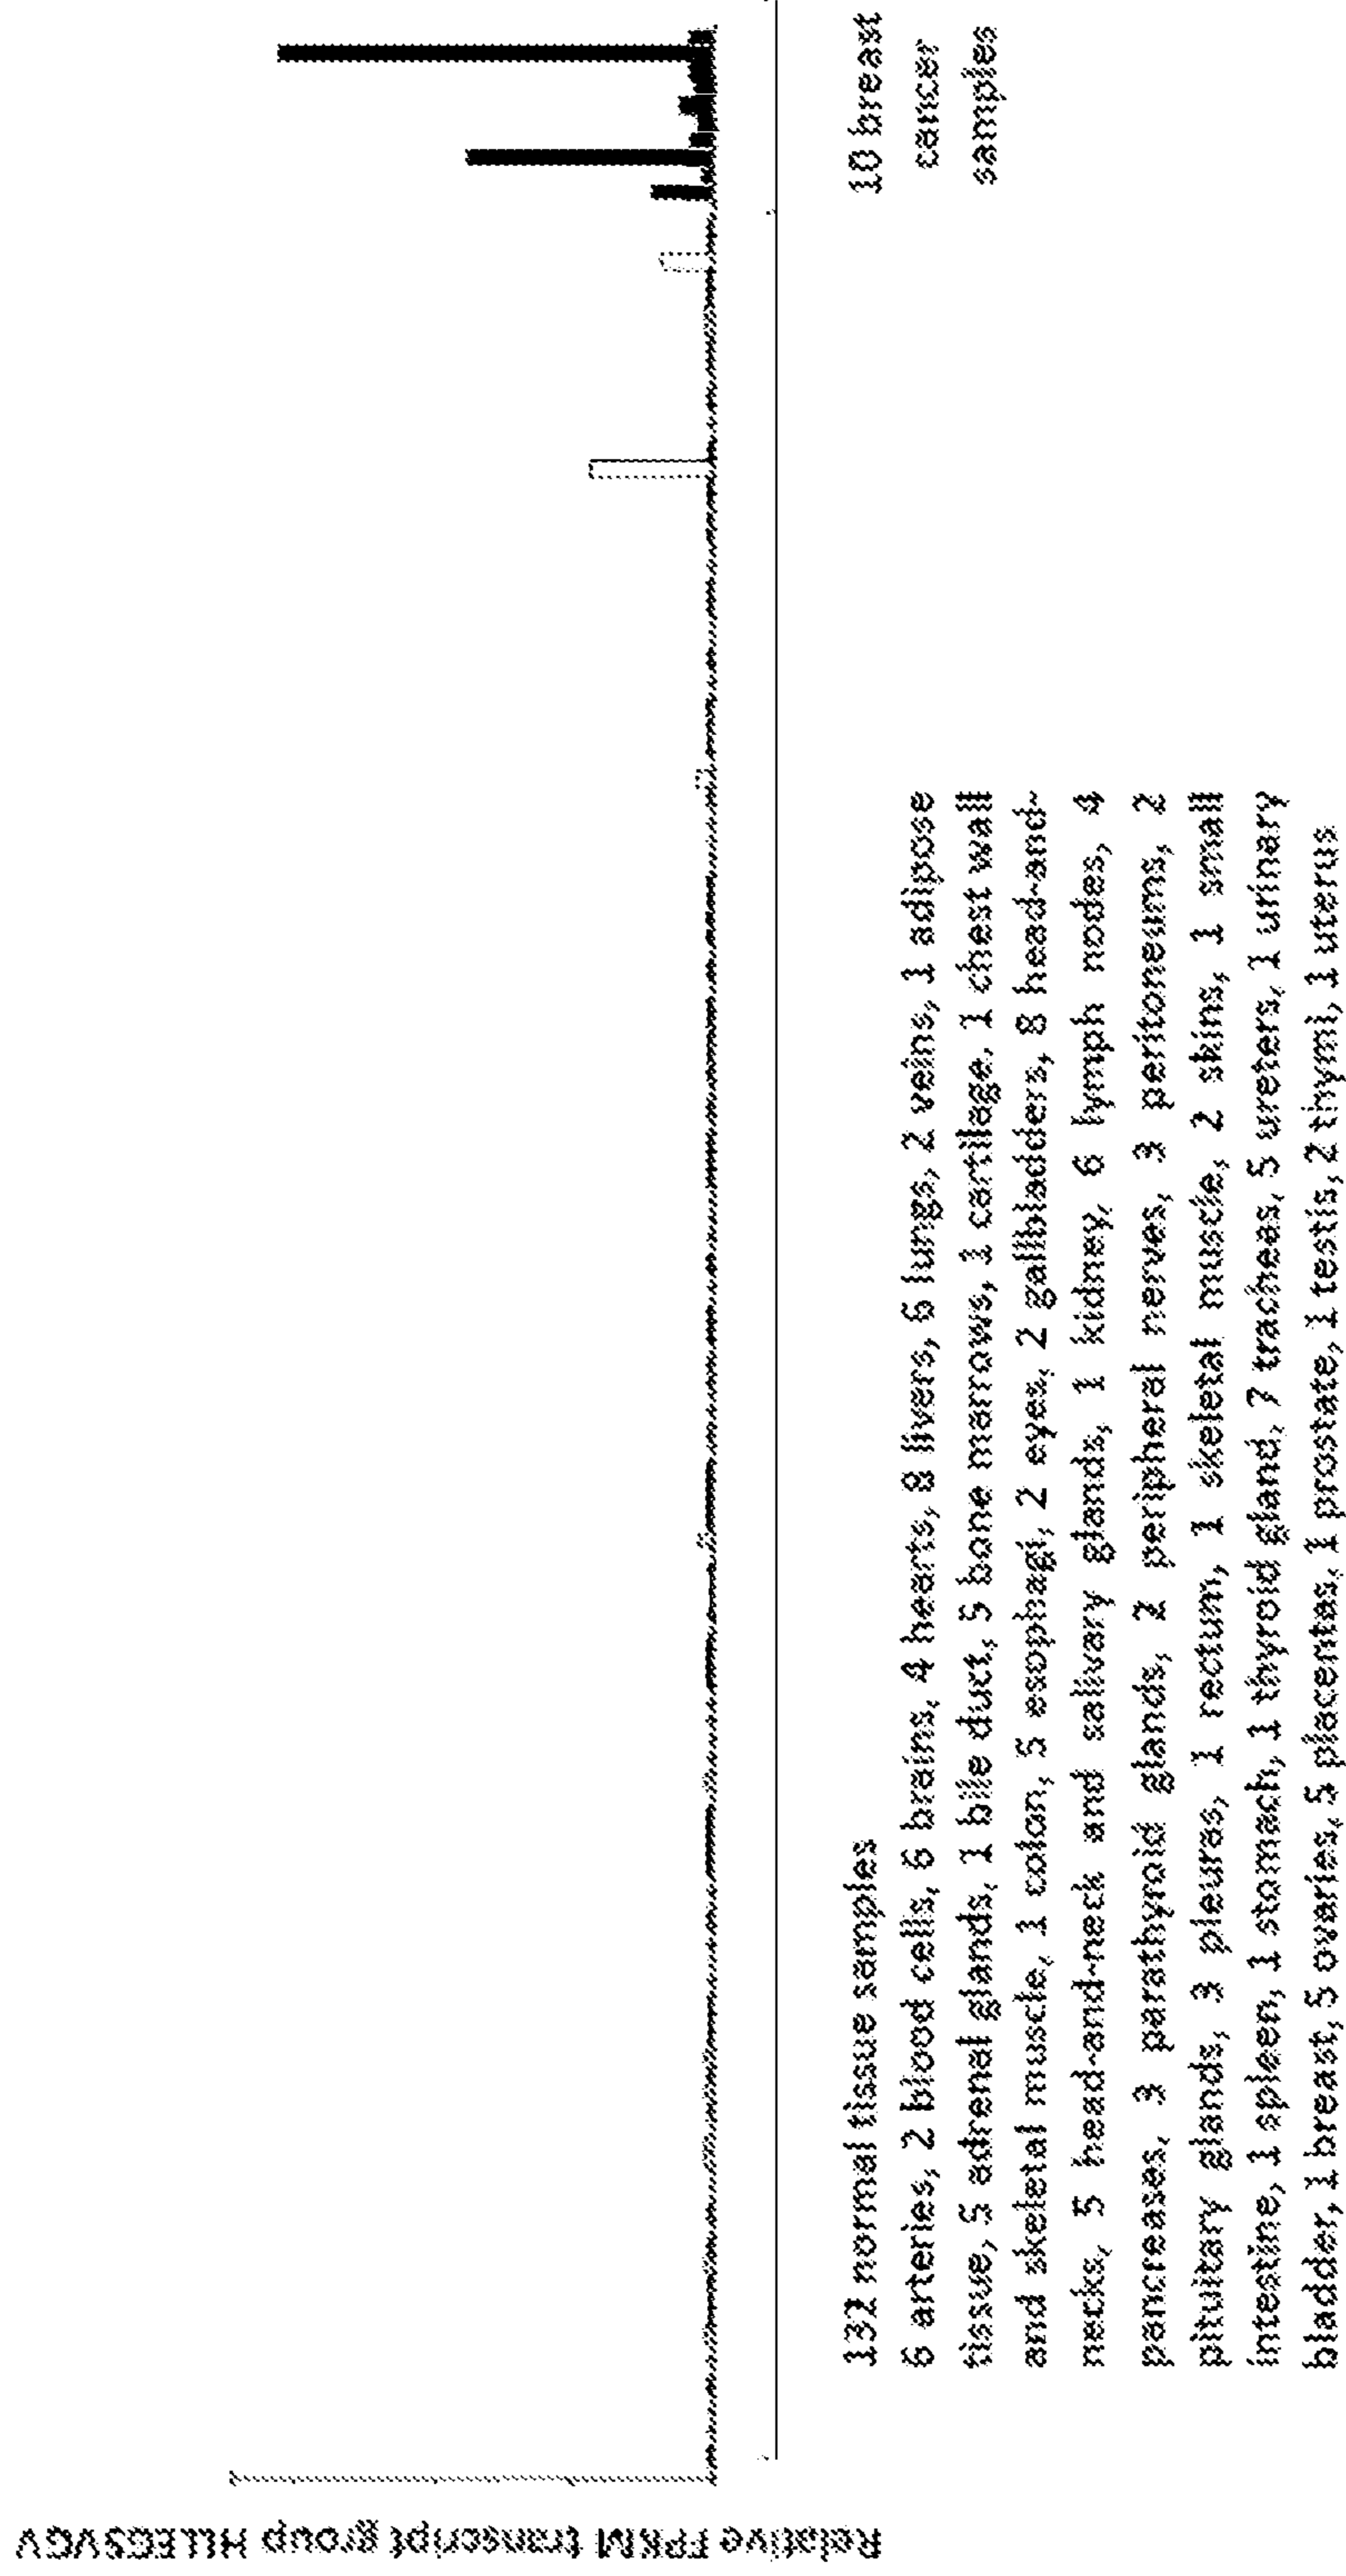 Relative FPKM transcript group HLLEGSVGV
132 normal tissue samples
6 arteries, 2 blood cells, 6 brains, 4 hearts, 8 livers, 6 lungs, 2 veins, 1 adipose
tissue, 5 adrenal glands, 1 bile duct, 5 bone marrows, 1 cartilage, 1 chest wall
and skeletal muscle, 1 colon, 5 esophagi, 2 eyes, 2 gallbladders, 8 head-and-
necks, 5 head-and-neck and salivary glands, 1 kidney, 6 lymph nodes, 4
pancreases, 3 parathyroid glands, 2 peripheral nerves, 3 peritoneums, 2
pituitary glands, 3 pleuras, 1 rectum, 1 skeletal muscle, 2 skins, 1 small
intestine, 1 spleen, 1 stomach, 1 thyroid gland, 7 tracheas, 5 ureters, 1 urinary
bladder, 1 breast, 5 ovaries, 5 placentas, 1 prostate, 1 testis, 2 thymi, 1 uterus
10 breast
cancer
samples